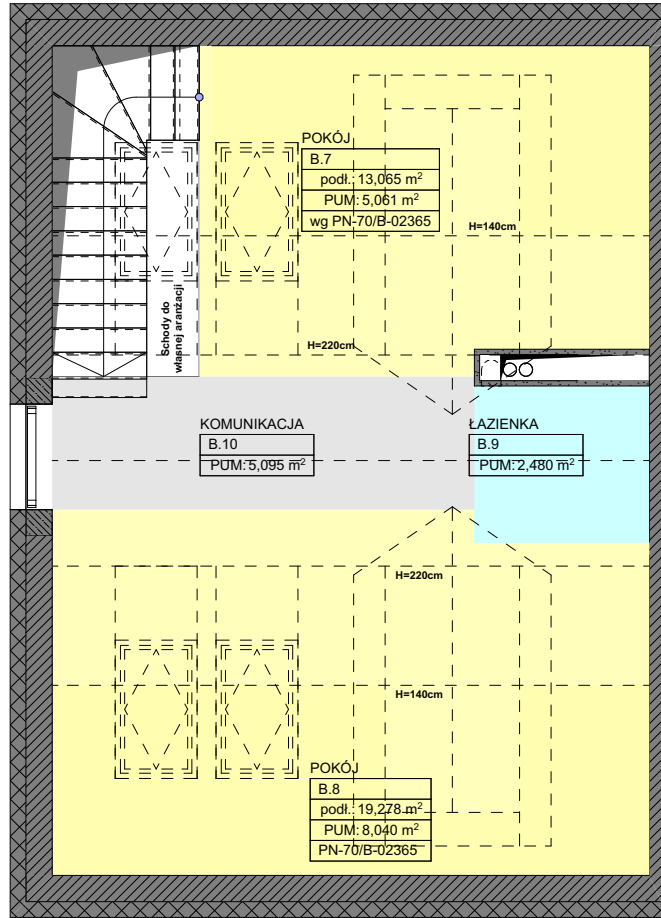 POKÓJ
B.7
podł.: 13,065 m²
PUM: 5,061 m²
wg PN-70/B-02365
H=140cm
Schody do
własnej aranżacji
H=220cm
KOMUNIKACJA
B.10
PUM: 5,095 m²
ŁAZIENKA
B.9
PUM: 2,480 m²
H=220cm
H=140cm
POKÓJ
B.8
podł.: 19,278 m²
PUM: 8,040 m²
PN-70/B-02365